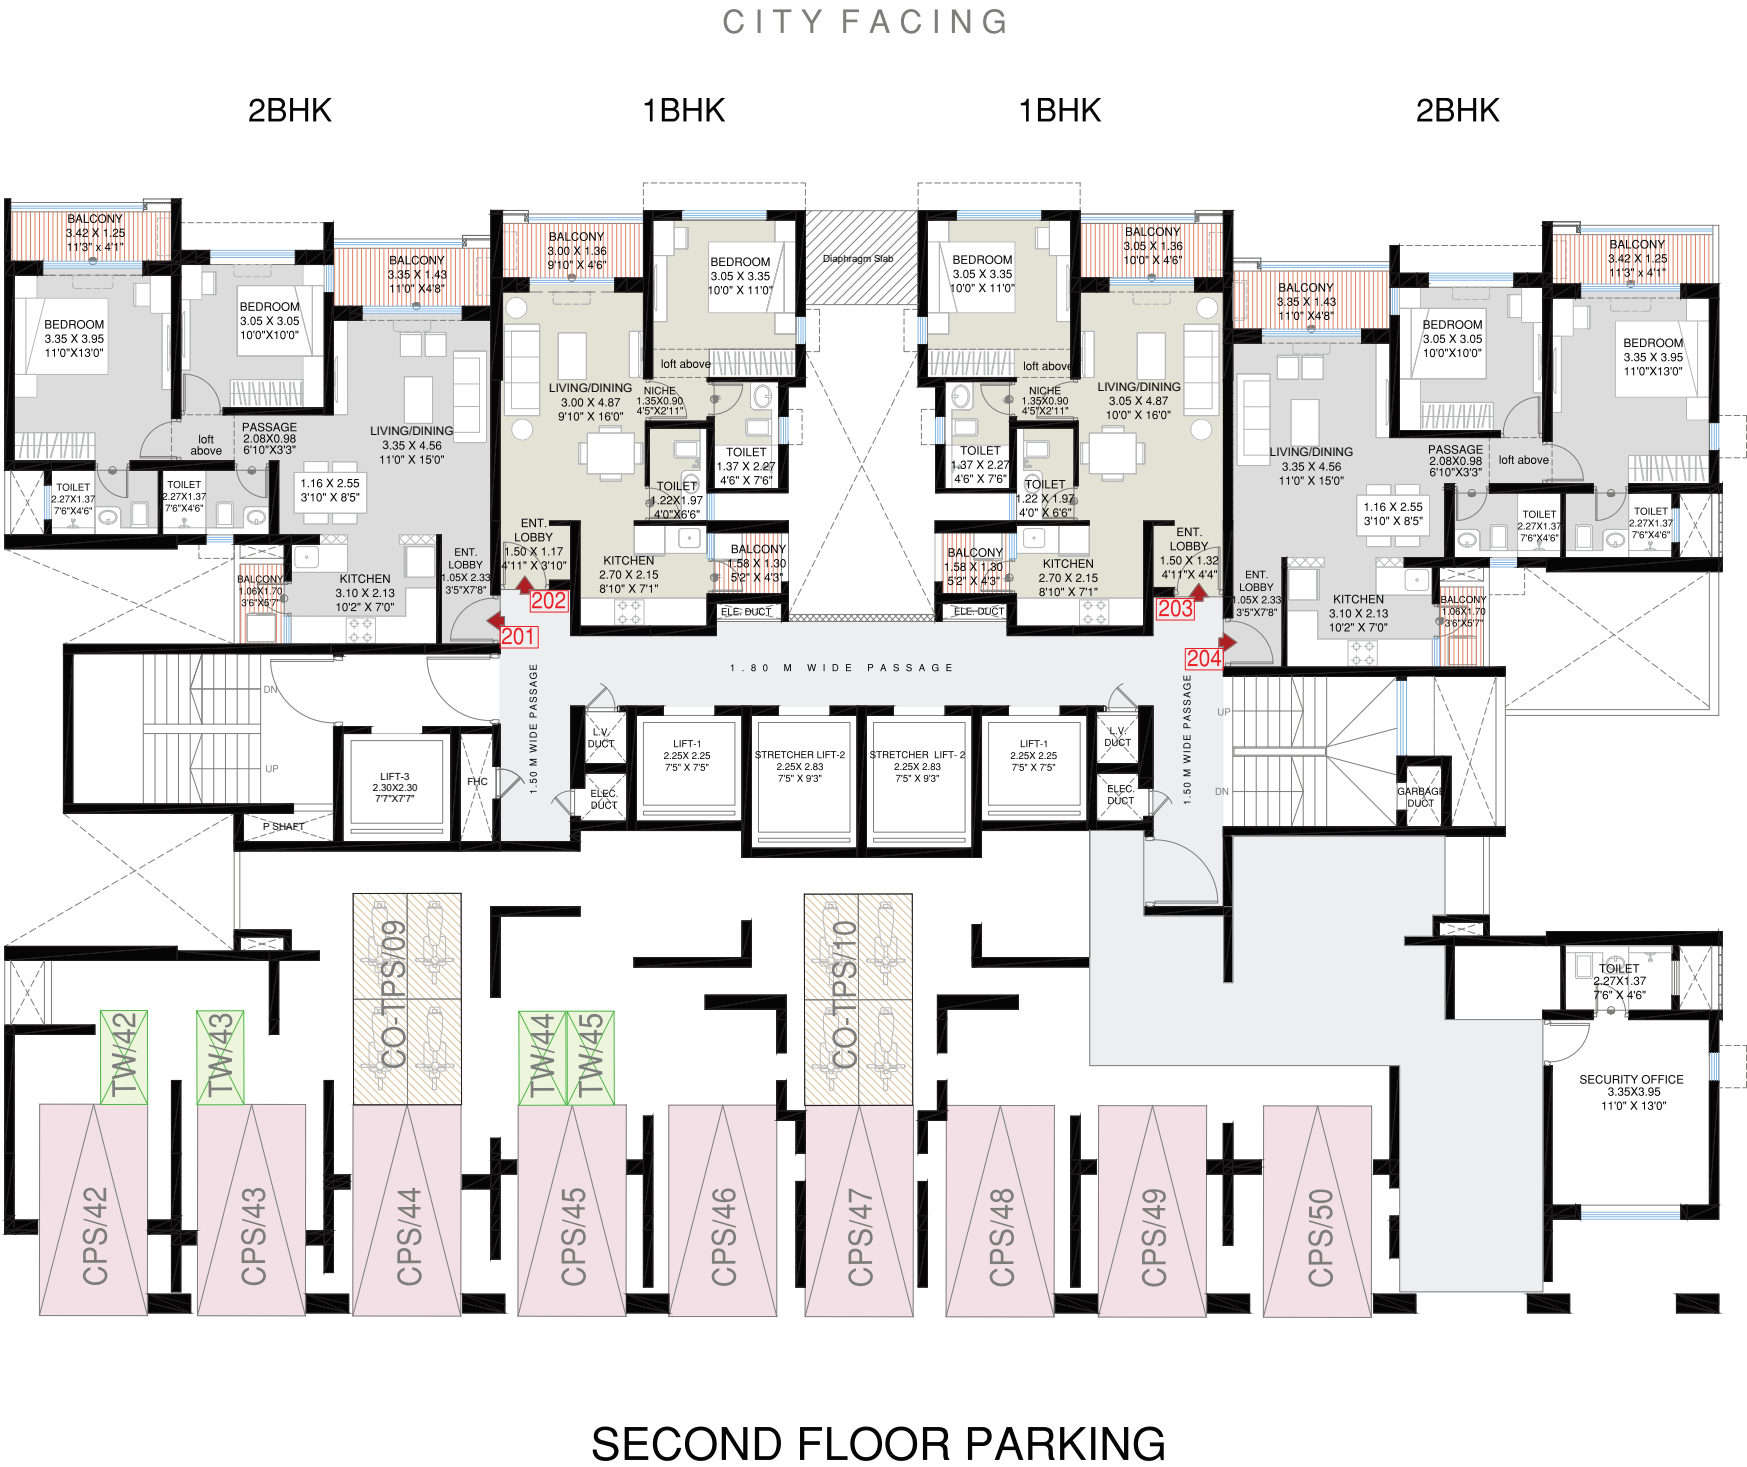 CITY FACING
2BHK
1BHK
1BHK
2BHK
BALCONY
3.42 X 1.25
11'3" x 4'1"
BEDROOM
3.35 X 3.95
11'0"X13'0"
BEDROOM
3.05 X 3.05
10'0"X10'0"
BALCONY
3.35 X 1.43
11'0" X4'8"
LIVING/DINING
3.35 X 4.56
11'0" X 15'0"
PASSAGE
2.08X0.98
6'10"X3'3"
loft
above
TOILET
2.27X1.37
7'6"X4'6"
TOILET
2.27X1.37
7'6"X4'6"
1.16 X 2.55
3'10" X 8'5"
BALCONY
1.06X1.70
3'6"X5'7"
KITCHEN
3.10 X 2.13
10'2" X 7'0"
ENT.
LOBBY
1.05X 2.33
3'5"X7'8"
201
BALCONY
3.00 X 1.36
9'10" X 4'6"
BEDROOM
3.05 X 3.35
10'0" X 11'0"
loft above
LIVING/DINING
3.00 X 4.87
9'10" X 16'0"
NICHE
1.35X0.90
4'5"X2'11"
TOILET
1.37 X 2.27
4'6" X 7'6"
TOILET
1.22X1.97
4'0"X6'6"
ENT.
LOBBY
1.50 X 1.17
4'11" X 3'10"
KITCHEN
2.70 X 2.15
8'10" X 7'1"
BALCONY
1.58 X 1.30
5'2" X 4'3"
ELE. DUCT
202
Diaphragm Slab
BEDROOM
3.05 X 3.35
10'0" X 11'0"
BALCONY
3.05 X 1.36
10'0" X 4'6"
loft above
NICHE
1.35X0.90
4'5"X2'11"
LIVING/DINING
3.05 X 4.87
10'0" X 16'0"
TOILET
1.37 X 2.27
4'6" X 7'6"
TOILET
1.22 X 1.97
4'0" X 6'6"
BALCONY
1.58 X 1.30
5'2" X 4'3"
KITCHEN
2.70 X 2.15
8'10" X 7'1"
ENT.
LOBBY
1.50 X 1.32
4'11"X 4'4"
ELE. DUCT
203
BALCONY
3.35 X 1.43
11'0" X4'8"
BEDROOM
3.05 X 3.05
10'0"X10'0"
BALCONY
3.42 X 1.25
11'3" x 4'1"
BEDROOM
3.35 X 3.95
11'0"X13'0"
LIVING/DINING
3.35 X 4.56
11'0" X 15'0"
PASSAGE
2.08X0.98
6'10"X3'3"
loft above
1.16 X 2.55
3'10" X 8'5"
TOILET
2.27X1.37
7'6"X4'6"
TOILET
2.27X1.37
7'6"X4'6"
ENT.
LOBBY
1.05X 2.33
3'5"X7'8"
KITCHEN
3.10 X 2.13
10'2" X 7'0"
BALCONY
1.06X1.70
3'6"X5'7"
204
1.80 M WIDE PASSAGE
1.50 M WIDE PASSAGE
1.50 M WIDE PASSAGE
DN
UP
LIFT-3
2.30X2.30
7'7"X7'7"
FHC
P SHAFT
L.V.
DUCT
ELEC.
DUCT
LIFT-1
2.25X 2.25
7'5" X 7'5"
STRETCHER LIFT-2
2.25X 2.83
7'5" X 9'3"
STRETCHER LIFT- 2
2.25X 2.83
7'5" X 9'3"
LIFT-1
2.25X 2.25
7'5" X 7'5"
L.V.
DUCT
ELEC.
DUCT
UP
DN
GARBAGE
DUCT
CO-TPS/09
CO-TPS/10
TW/42
TW/43
TW/44
TW/45
TOILET
2.27X1.37
7'6" X 4'6"
SECURITY OFFICE
3.35X3.95
11'0" X 13'0"
CPS/42
CPS/43
CPS/44
CPS/45
CPS/46
CPS/47
CPS/48
CPS/49
CPS/50
SECOND FLOOR PARKING